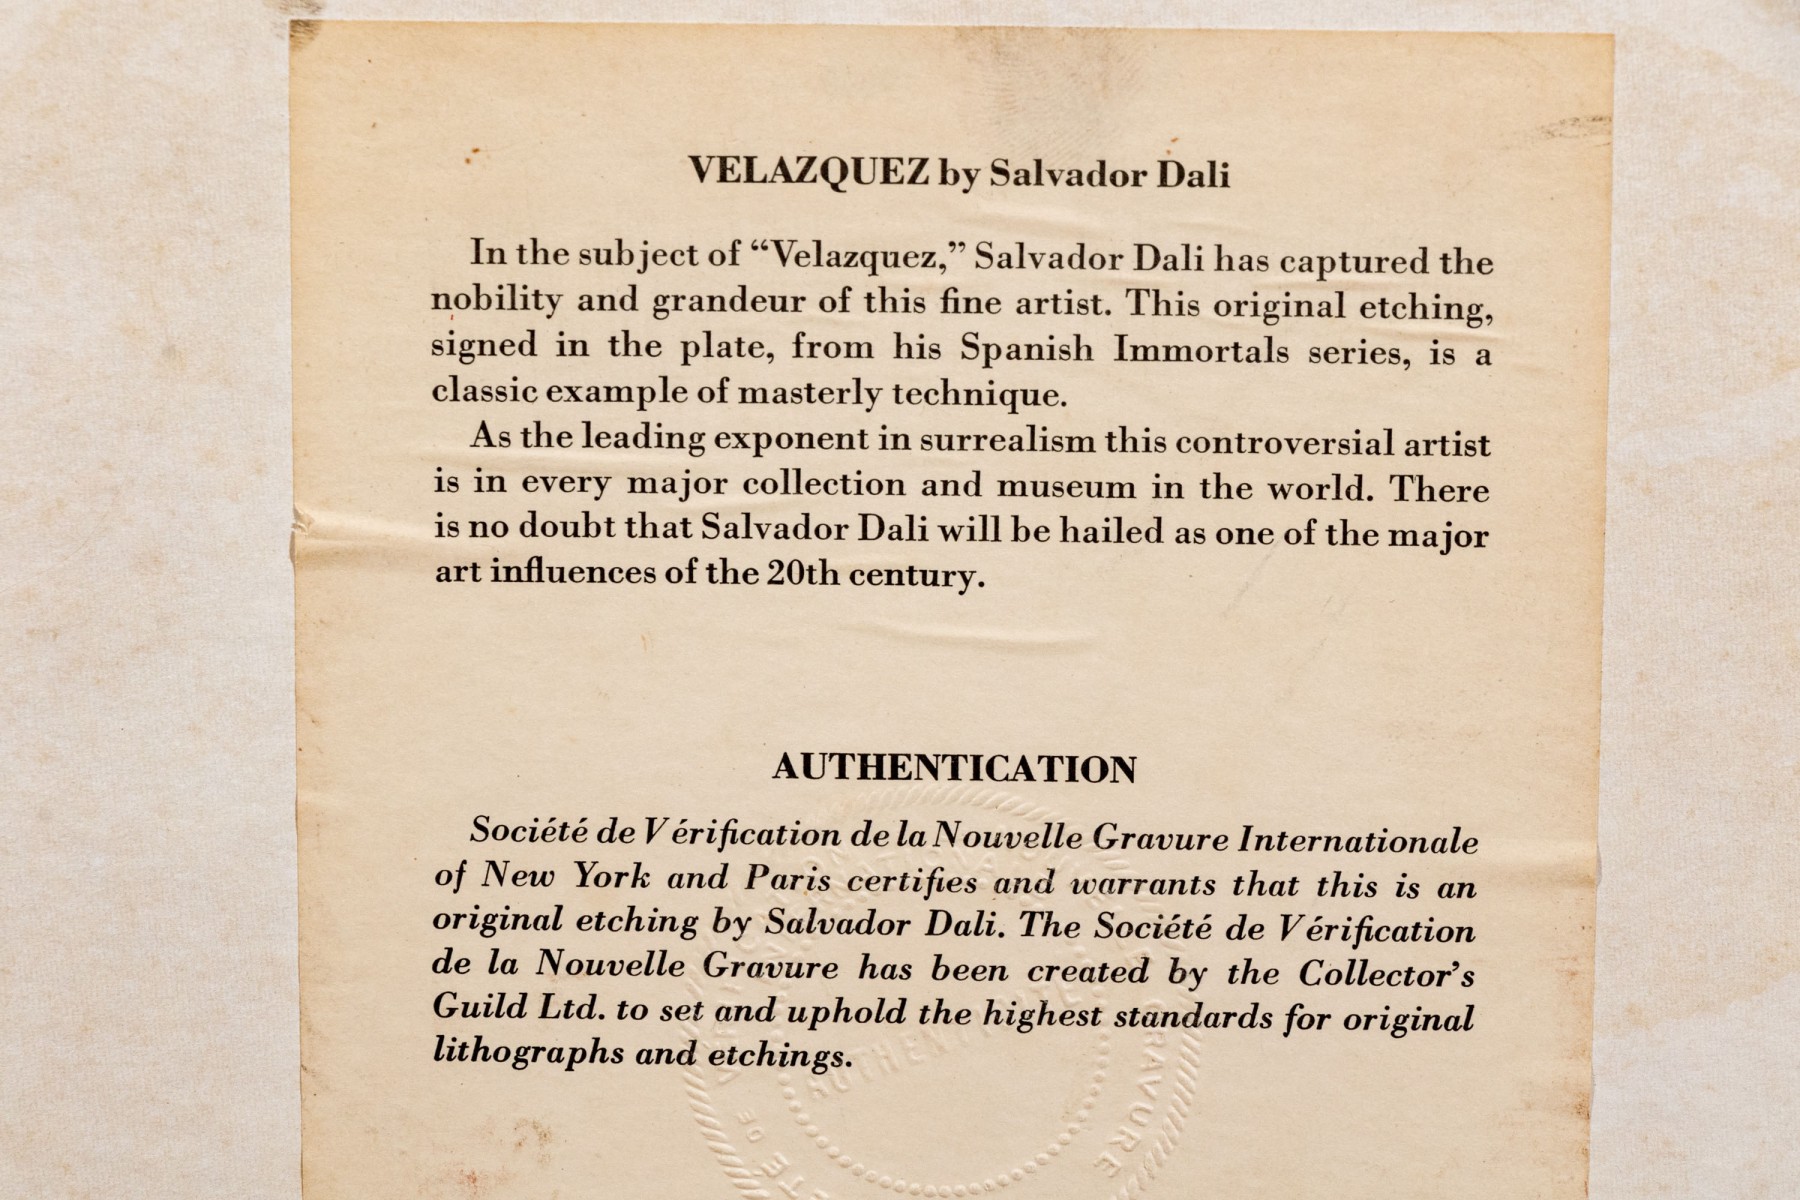 VELAZQUEZ by Salvador Dali
In the subject of “Velazquez,” Salvador Dali has captured the
nobility and grandeur of this fine artist. This original etching,
signed in the plate, from his Spanish Immortals series, is a
classic example of masterly technique.
As the leading exponent in surrealism this controversial artist
is in every major collection and museum in the world. There
is no doubt that Salvador Dali will be hailed as one of the major
art influences of the 20th century.
AUTHENTICATION
Société de Vérification de la Nouvelle Gravure Internationale
of New York and Paris certifies and warrants that this is an
original etching by Salvador Dali. The Société de Vérification
de la Nouvelle Gravure has been created by the Collector’s
Guild Ltd. to set and uphold the highest standards for original
lithographs and etchings.
GRAVURE
DE